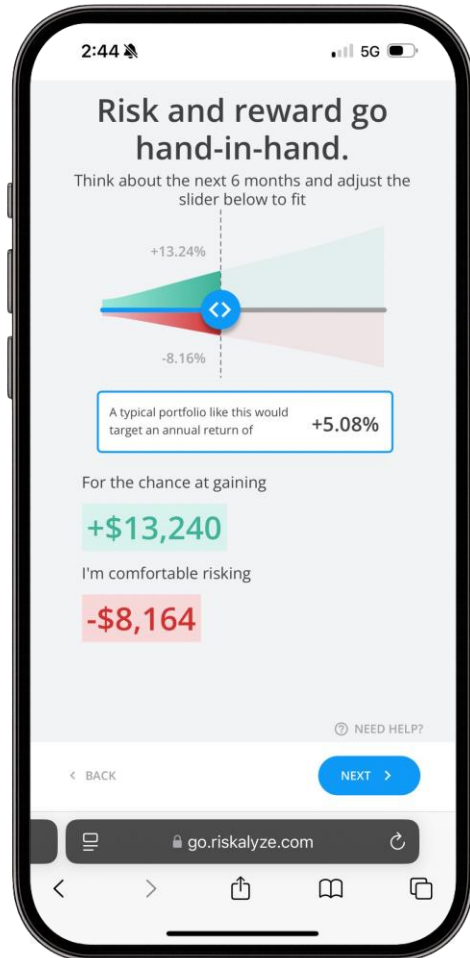 2:44
5G
Risk and reward go
hand-in-hand.
Think about the next 6 months and adjust the
slider below to fit
+13.24%
-8.16%
A typical portfolio like this would
target an annual return of
+5.08%
For the chance at gaining
+$13,240
I'm comfortable risking
-$8,164
NEED HELP?
BACK
NEXT
go.riskalyze.com